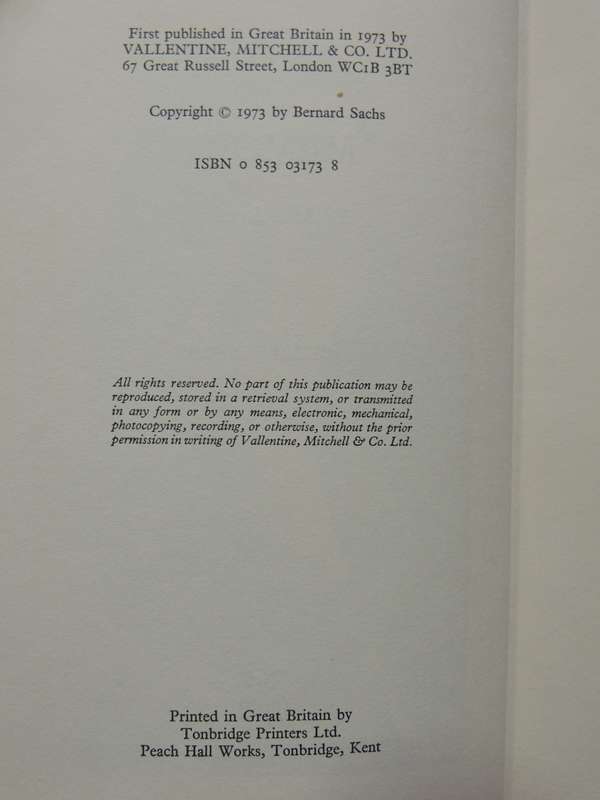 First published in Great Britain in 1973 by
VALLENTINE, MITCHELL & CO. LTD.
67 Great Russell Street, London WC1B 3BT
Copyright © 1973 by Bernard Sachs
ISBN 0 853 03173 8
All rights reserved. No part of this publication may be
reproduced, stored in a retrieval system, or transmitted
in any form or by any means, electronic, mechanical,
photocopying, recording, or otherwise, without the prior
permission in writing of Vallentine, Mitchell & Co. Ltd.
Printed in Great Britain by
Tonbridge Printers Ltd.
Peach Hall Works, Tonbridge, Kent